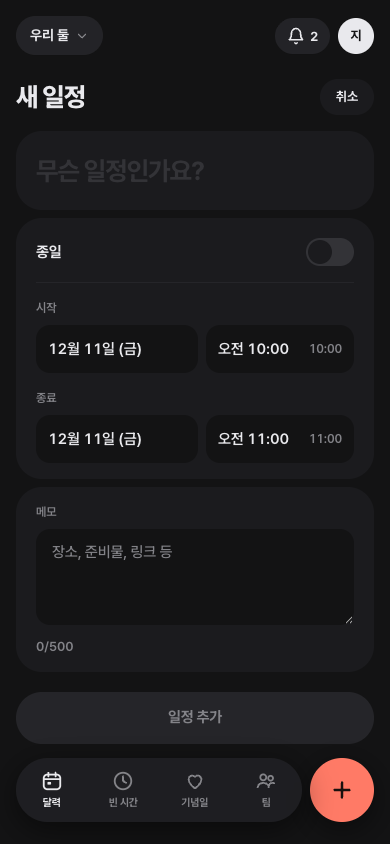 우리 둘
2
지
새 일정
취소
무슨 일정인가요?
종일
시작
12월 11일 (금)
오전 10:00 10:00
종료
12월 11일 (금)
오전 11:00 11:00
메모
장소, 준비물, 링크 등
0/500
일정 추가
달력
빈 시간
기념일
팀